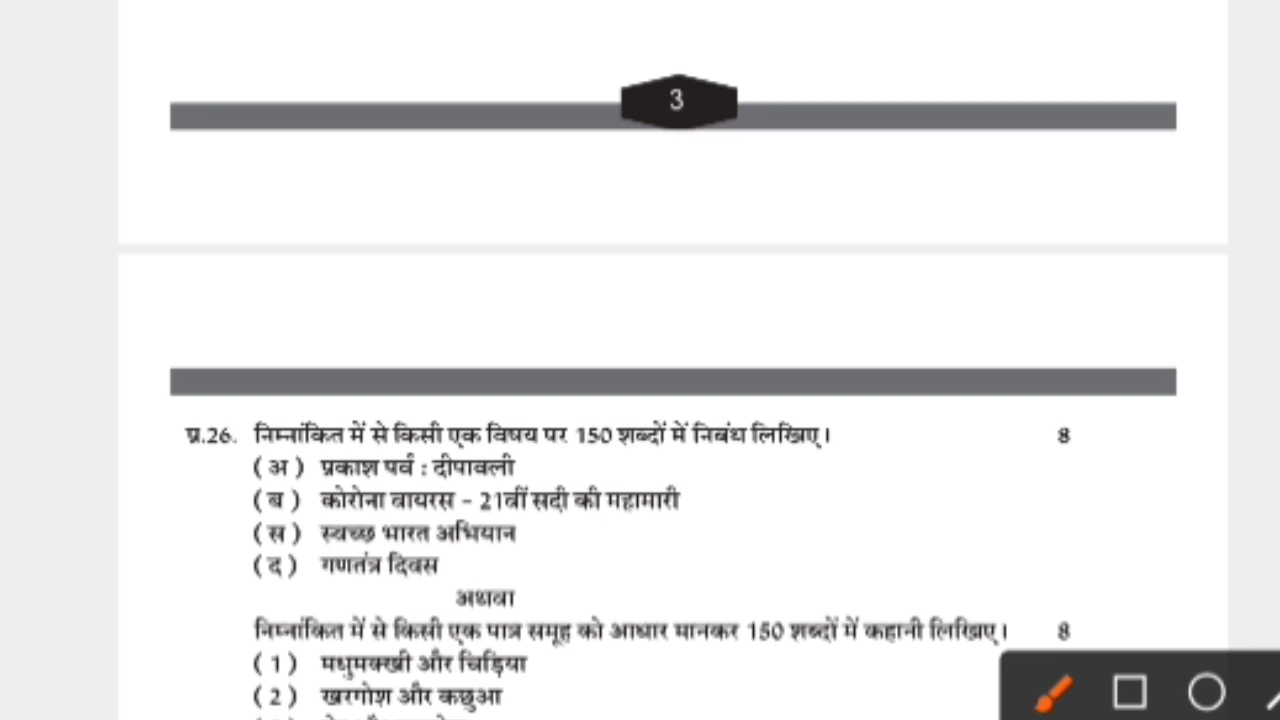 3
प्र.26. निम्नांकित में से किसी एक विषय पर 150 शब्दों में निबंध लिखिए। 8
(अ) प्रकाश पर्व : दीपावली
(ब) कोरोना वायरस - 21वीं सदी की महामारी
(स) स्वच्छ भारत अभियान
(द) गणतंत्र दिवस
अथवा
निम्नांकित में से किसी एक पात्र समूह को आधार मानकर 150 शब्दों में कहानी लिखिए। 8
(1) मधुमक्खी और चिड़िया
(2) खरगोश और कछुआ